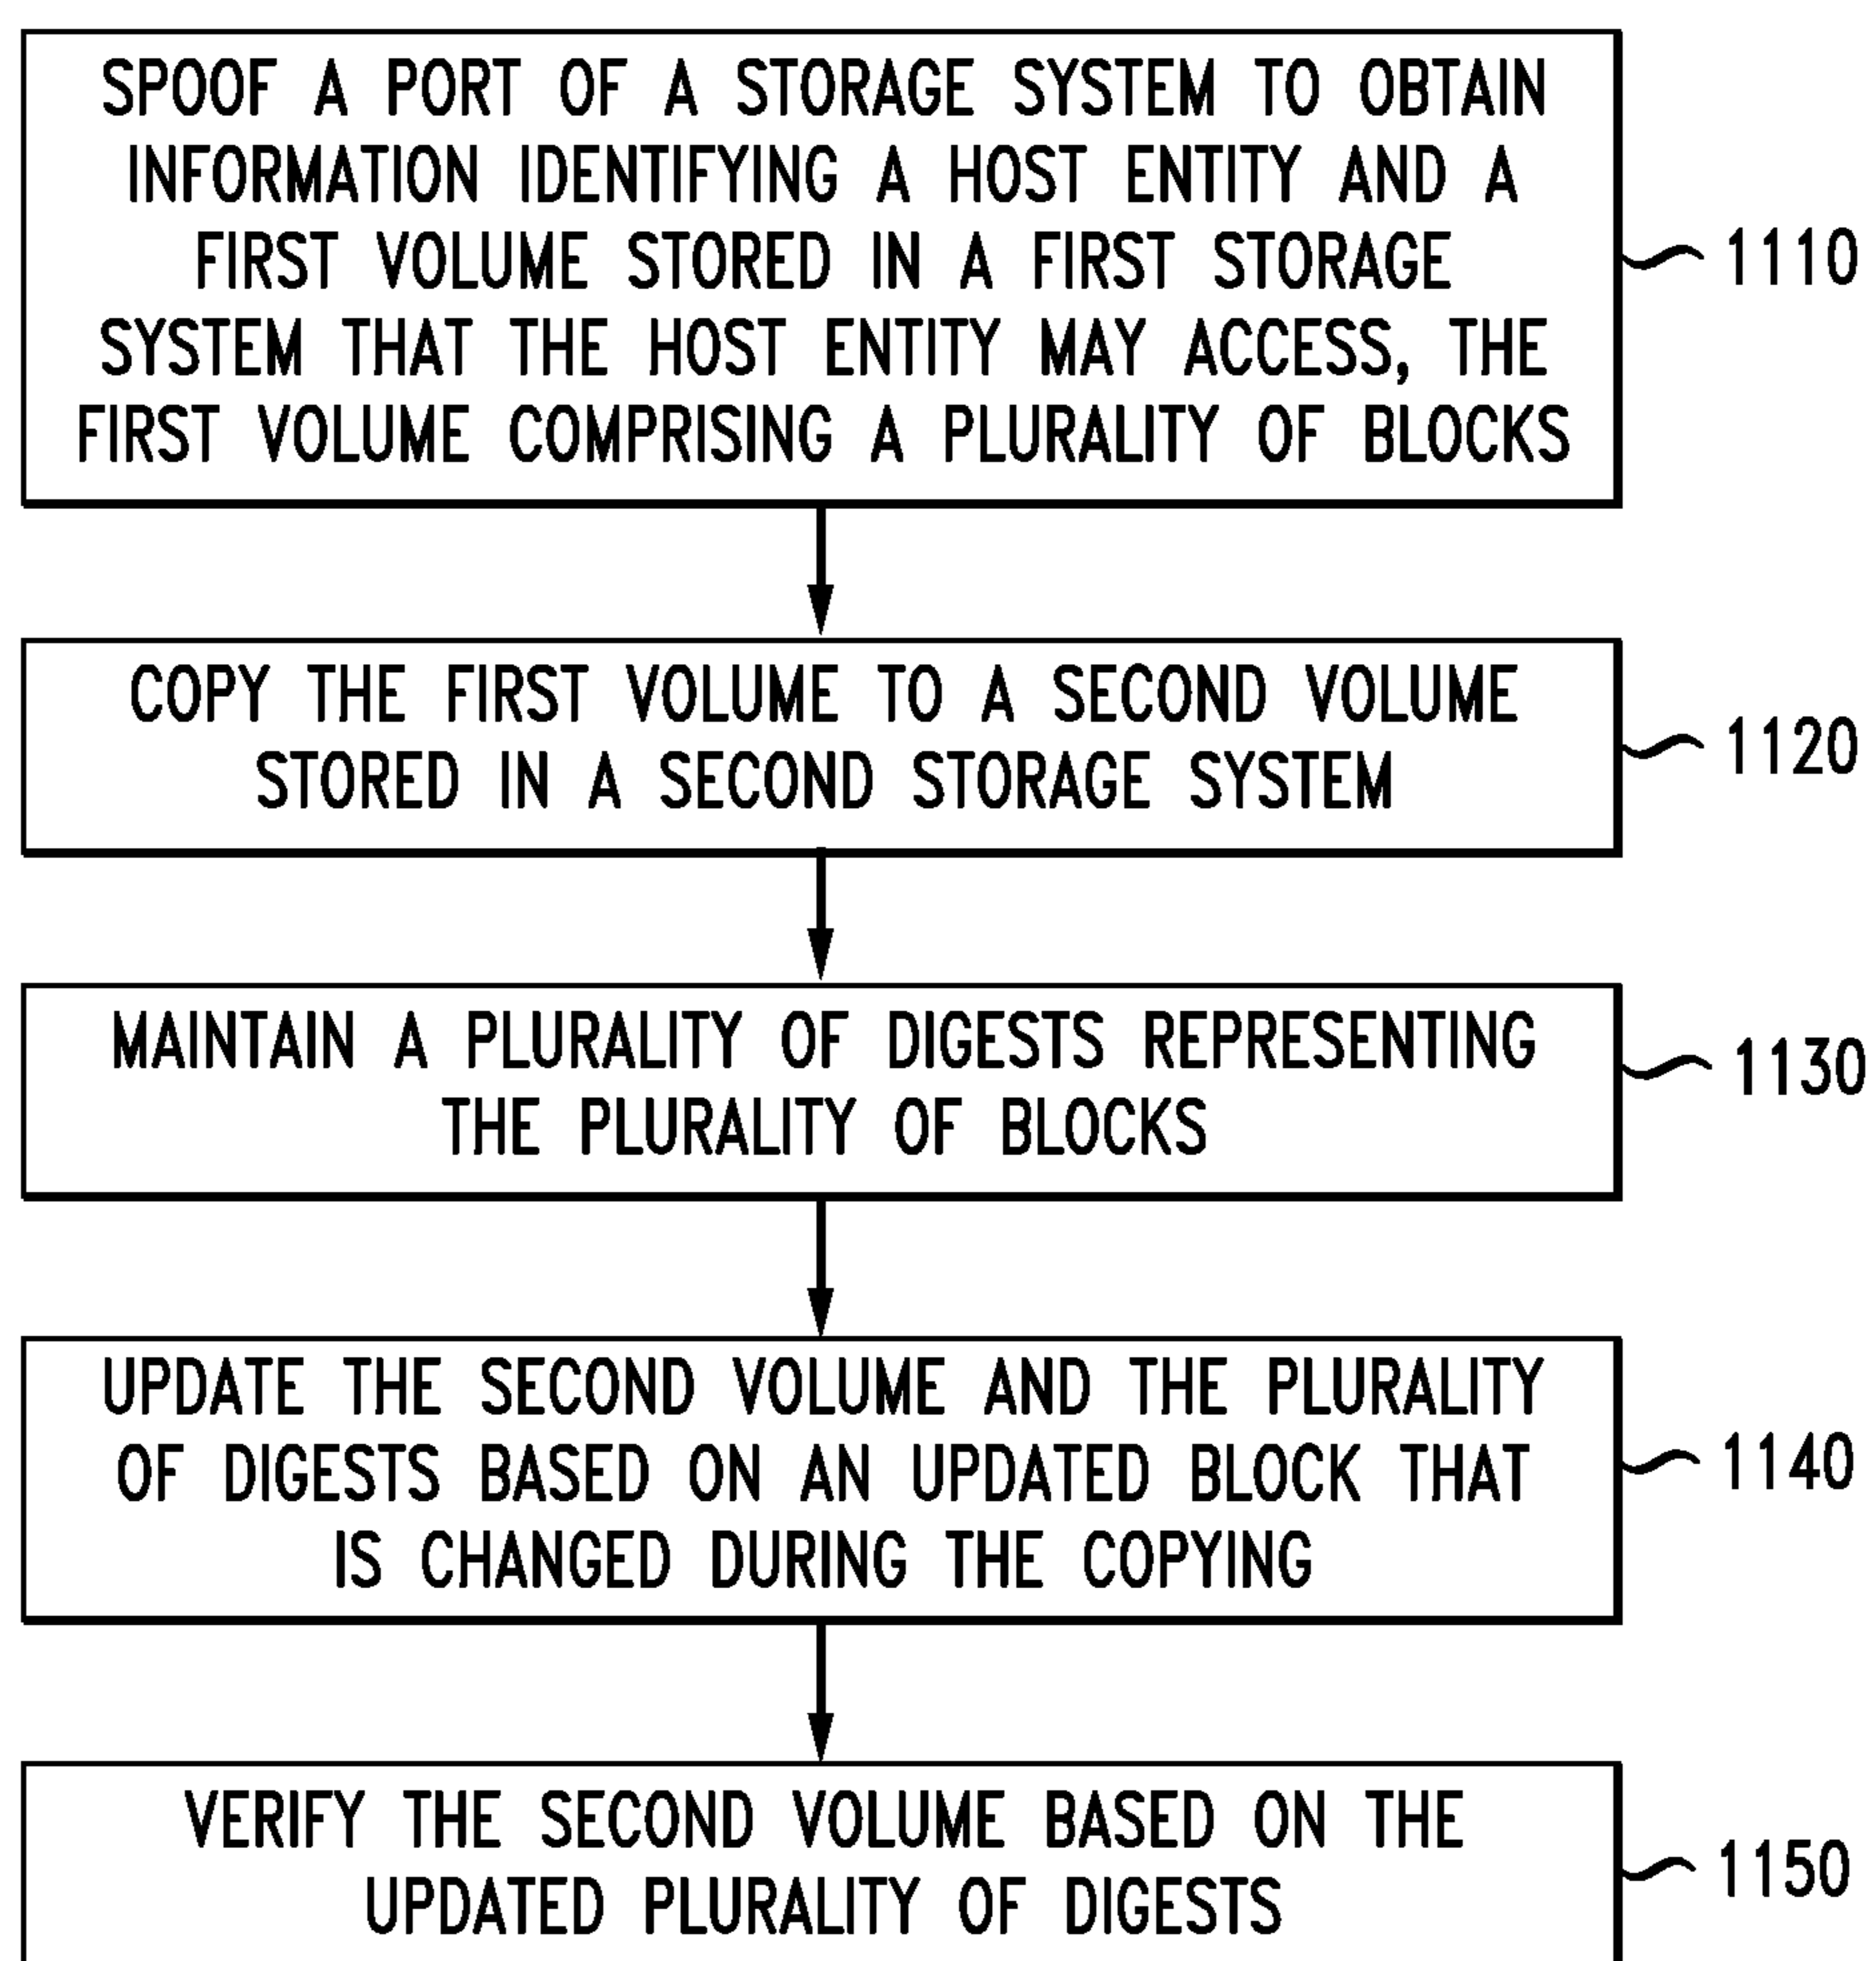 SPOOF A PORT OF A STORAGE SYSTEM TO OBTAIN
INFORMATION IDENTIFYING A HOST ENTITY AND A
FIRST VOLUME STORED IN A FIRST STORAGE
SYSTEM THAT THE HOST ENTITY MAY ACCESS, THE
FIRST VOLUME COMPRISING A PLURALITY OF BLOCKS
1110
COPY THE FIRST VOLUME TO A SECOND VOLUME
STORED IN A SECOND STORAGE SYSTEM
1120
MAINTAIN A PLURALITY OF DIGESTS REPRESENTING
THE PLURALITY OF BLOCKS
1130
UPDATE THE SECOND VOLUME AND THE PLURALITY
OF DIGESTS BASED ON AN UPDATED BLOCK THAT
IS CHANGED DURING THE COPYING
1140
VERIFY THE SECOND VOLUME BASED ON THE
UPDATED PLURALITY OF DIGESTS
1150